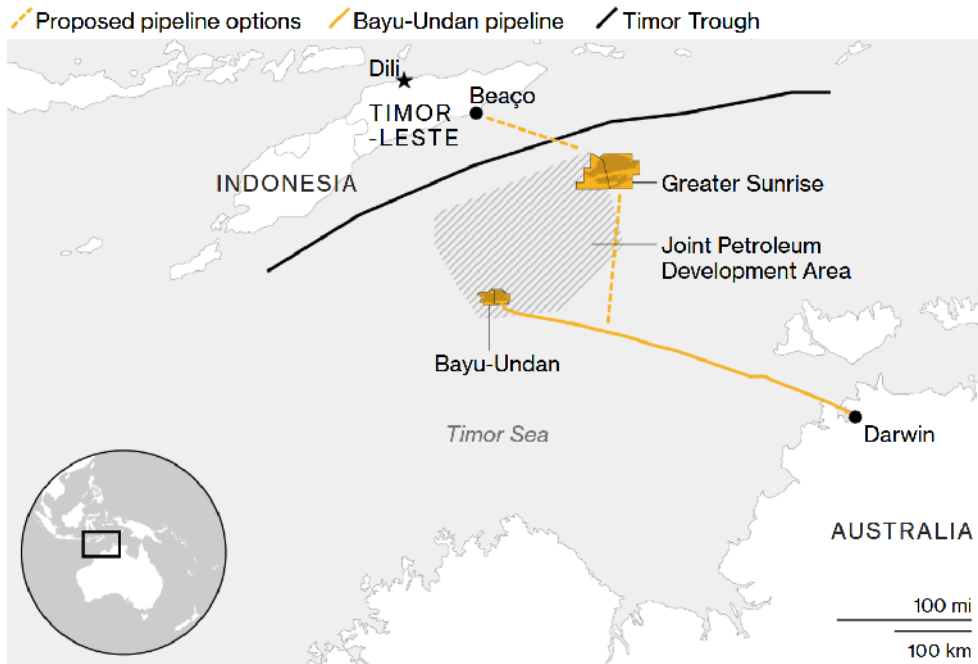 Proposed pipeline options
Bayu-Undan pipeline
Timor Trough
Dili
Beaço
TIMOR
-LESTE
INDONESIA
Greater Sunrise
Joint Petroleum
Development Area
Bayu-Undan
Timor Sea
Darwin
AUSTRALIA
100 mi
100 km